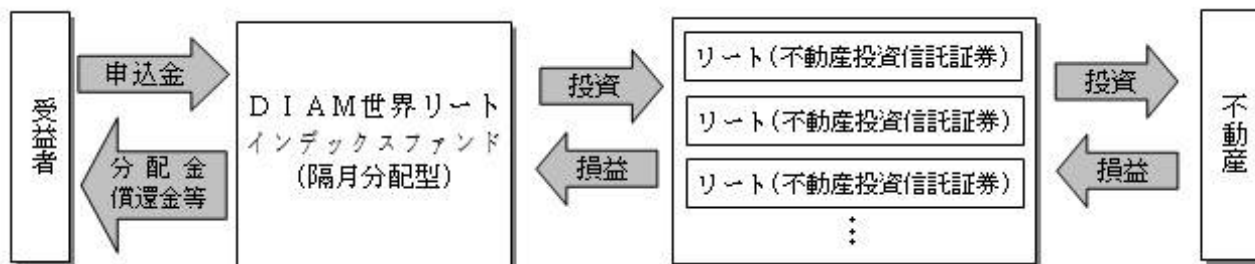 受益者
申込金
分配金
償還金等
DIAM世界リート
インデックスファンド
(隔月分配型)
投資
損益
リート(不動産投資信託証券)
リート(不動産投資信託証券)
リート(不動産投資信託証券)
⋮
投資
損益
不動産